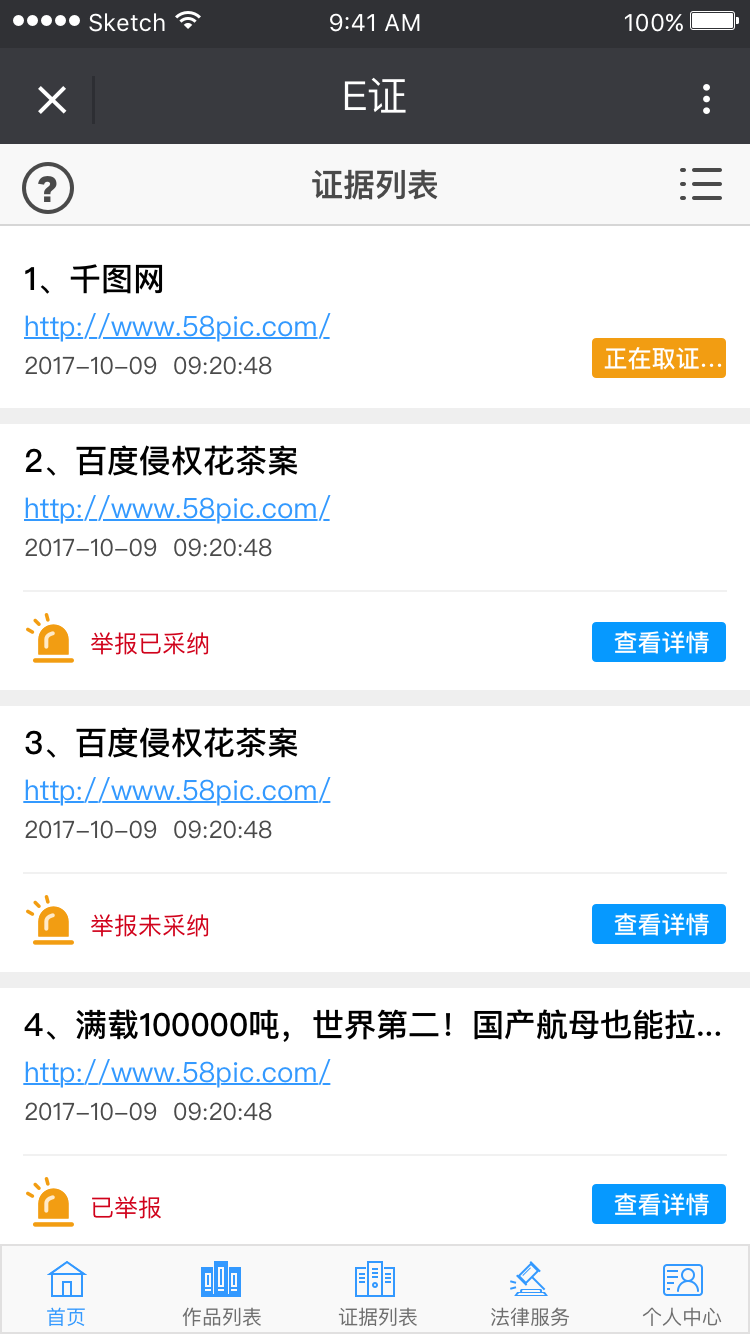 Sketch 9:41 AM 100%
E证
? 证据列表
1、千图网
http://www.58pic.com/
2017-10-09 09:20:48
正在取证...
2、百度侵权花茶案
http://www.58pic.com/
2017-10-09 09:20:48
举报已采纳 查看详情
3、百度侵权花茶案
http://www.58pic.com/
2017-10-09 09:20:48
举报未采纳 查看详情
4、满载100000吨，世界第二！国产航母也能拉...
http://www.58pic.com/
2017-10-09 09:20:48
已举报 查看详情
首页 作品列表 证据列表 法律服务 个人中心